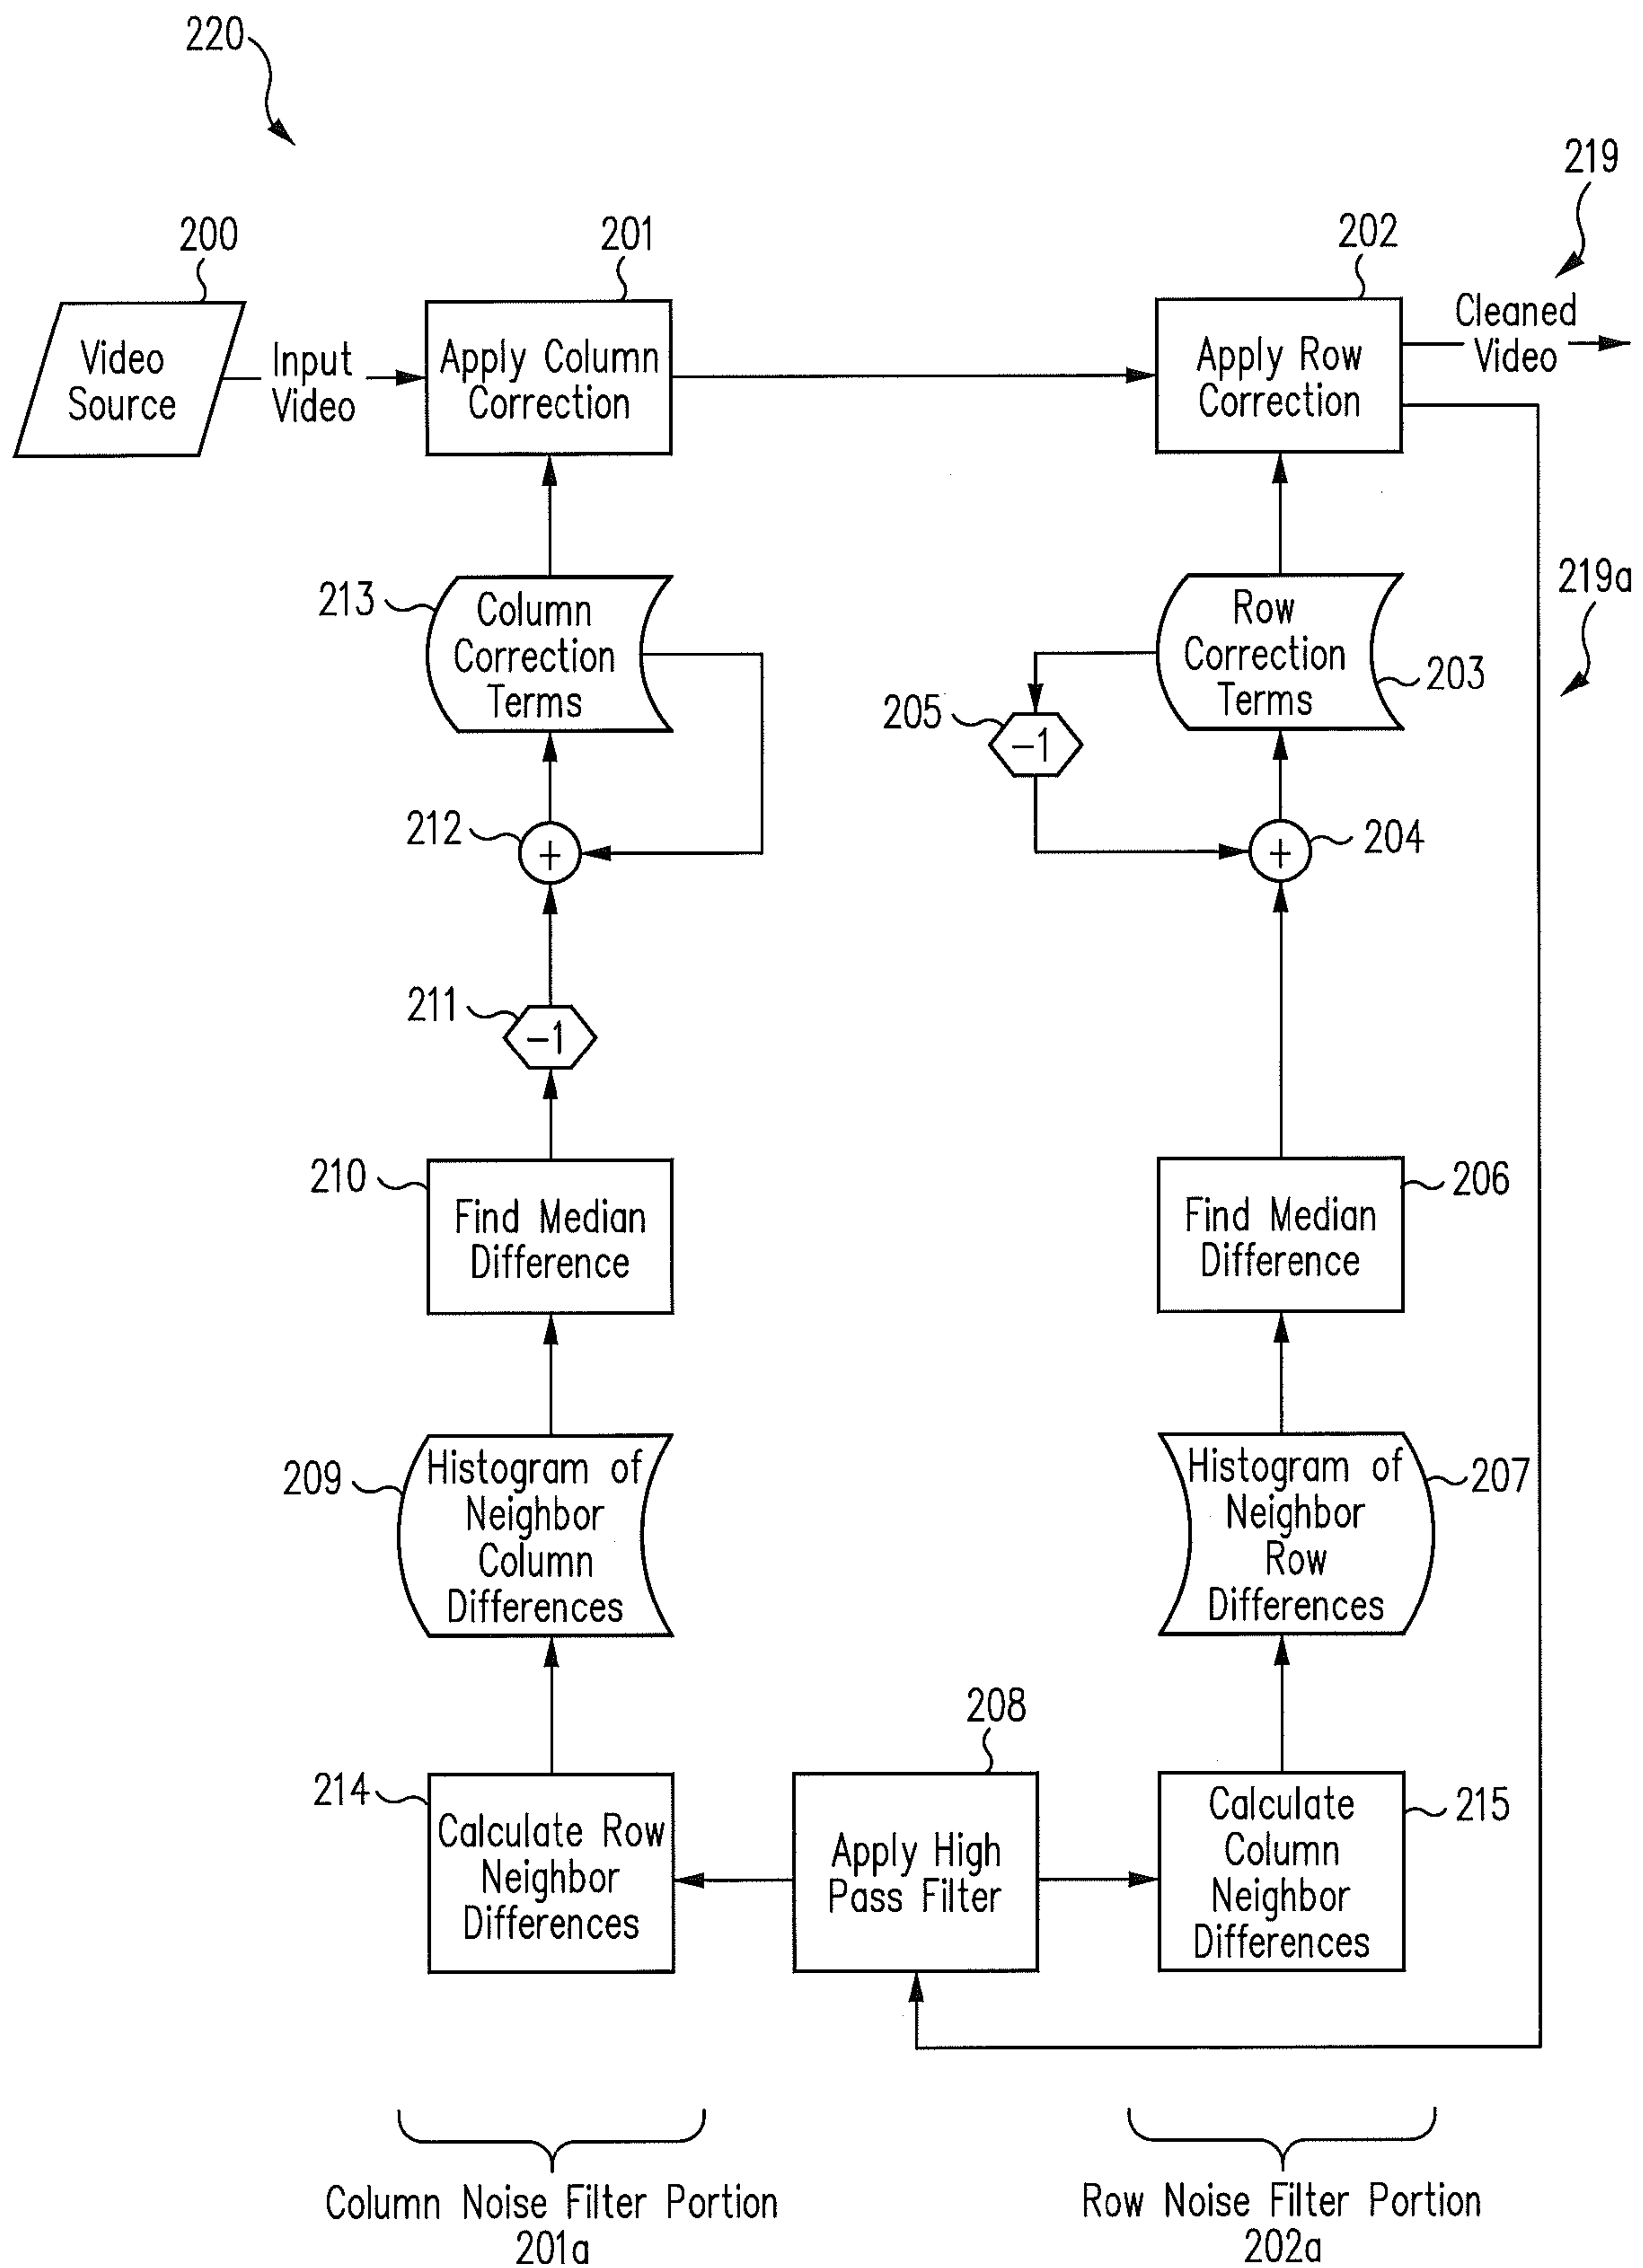 220
219
200
201
202
Video
Source
Input
Video
Apply Column
Correction
Apply Row
Correction
Cleaned
Video
219a
213
Column
Correction
Terms
Row
Correction
Terms
203
205
-1
212
+
+
204
211
-1
210
Find Median
Difference
Find Median
Difference
206
209
Histogram of
Neighbor
Column
Differences
Histogram of
Neighbor
Row
Differences
207
208
214
Calculate Row
Neighbor
Differences
Apply High
Pass Filter
Calculate
Column
Neighbor
Differences
215
Column Noise Filter Portion
201a
Row Noise Filter Portion
202a